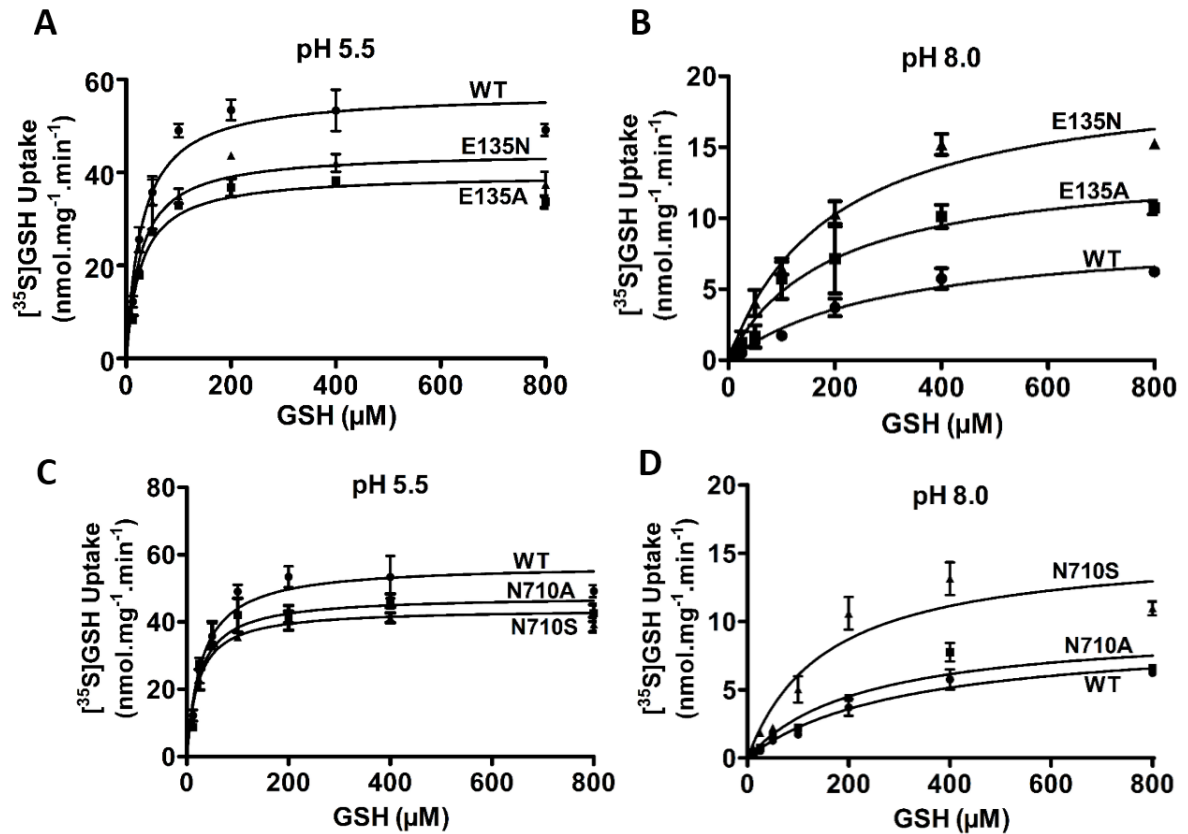 A
pH 5.5
[³⁵S]GSH Uptake
(nmol.mg⁻¹.min⁻¹)
60
40
20
0
WT
E135N
E135A
0 200 400 600 800
GSH (µM)
B
pH 8.0
[³⁵S]GSH Uptake
(nmol.mg⁻¹.min⁻¹)
20
15
10
5
0
E135N
E135A
WT
0 200 400 600 800
GSH (µM)
C
pH 5.5
[³⁵S]GSH Uptake
(nmol.mg⁻¹.min⁻¹)
80
60
40
20
0
WT
N710A
N710S
0 200 400 600 800
GSH (µM)
D
pH 8.0
[³⁵S]GSH Uptake
(nmol.mg⁻¹.min⁻¹)
20
15
10
5
0
N710S
N710A
WT
0 200 400 600 800
GSH (µM)